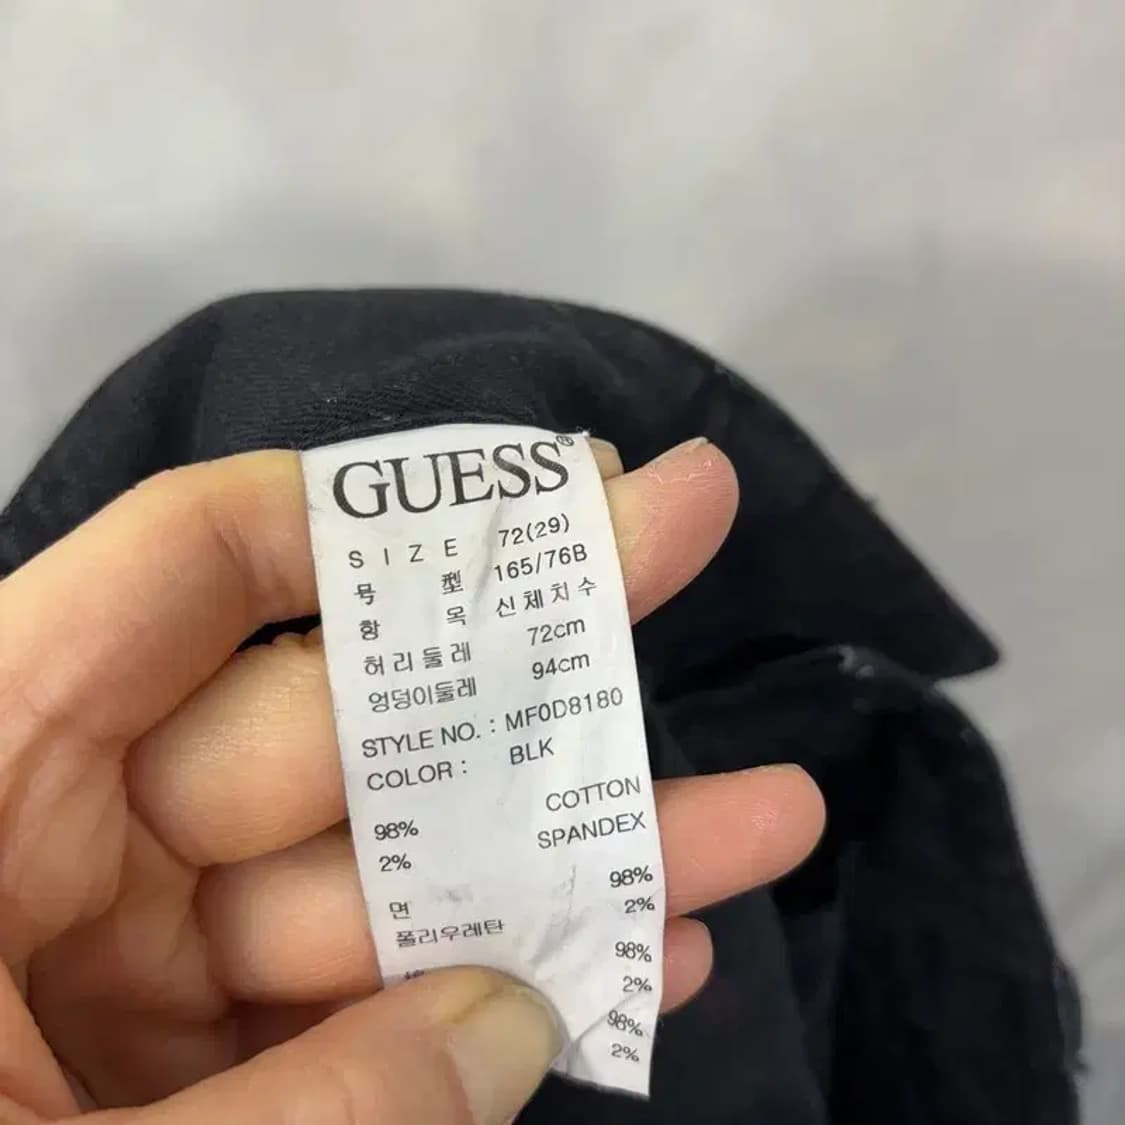 GUESS®
SIZE 72(29)
号型 165/76B
항목 신체치수
허리둘레 72cm
엉덩이둘레 94cm
STYLE NO. : MF0D8180
COLOR : BLK
98% COTTON
2% SPANDEX
면 98%
폴리우레탄 2%
98%
2%
98%
2%